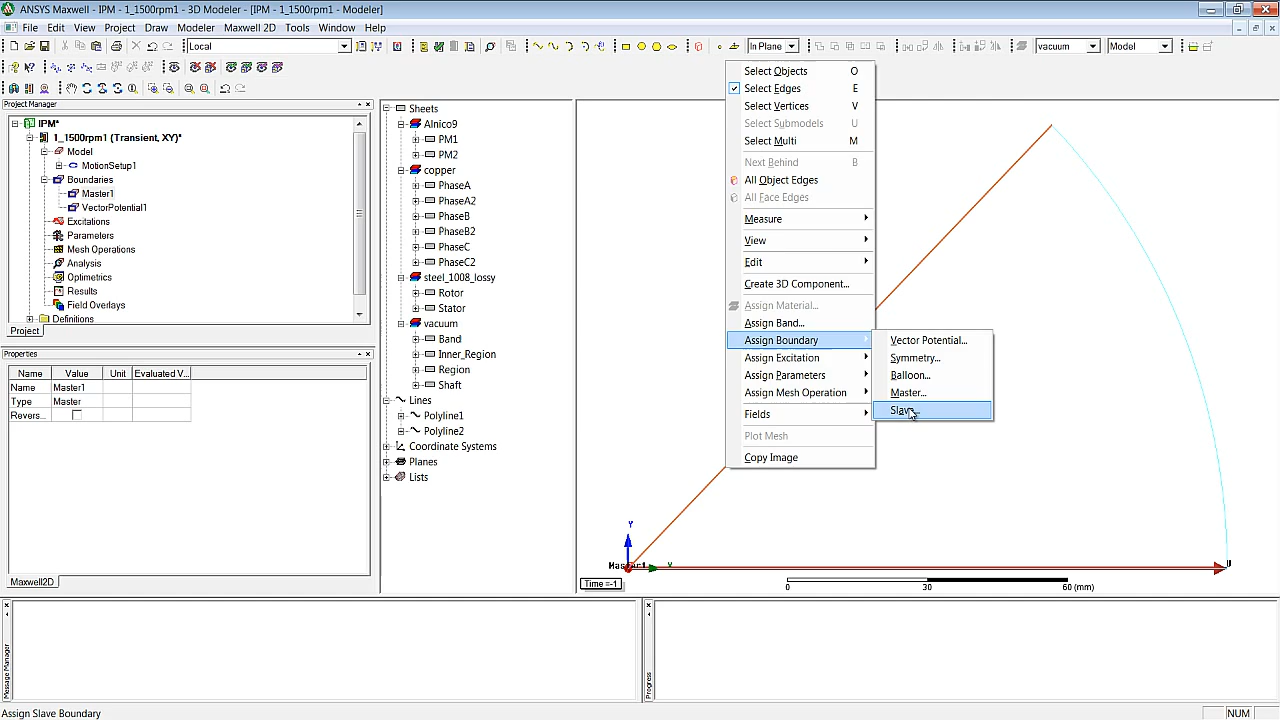 ANSYS Maxwell - IPM - 1_1500rpm1 - 3D Modeler - [IPM - 1_1500rpm1 - Modeler]
File Edit View Project Draw Modeler Maxwell 2D Tools Window Help
Local In Plane vacuum Model
Project Manager
IPM*
1_1500rpm1 (Transient, XY)*
Model
MotionSetup1
Boundaries
Master1
VectorPotential1
Excitations
Parameters
Mesh Operations
Analysis
Optimetrics
Results
Field Overlays
Definitions
Project
Properties
Name Value Unit Evaluated V...
Name Master1
Type Master
Revers...
Maxwell2D
Sheets
Alnico9
PM1
PM2
copper
PhaseA
PhaseA2
PhaseB
PhaseB2
PhaseC
PhaseC2
steel_1008_lossy
Rotor
Stator
vacuum
Band
Inner_Region
Region
Shaft
Lines
Polyline1
Polyline2
Coordinate Systems
Planes
Lists
Select Objects O
Select Edges E
Select Vertices V
Select Submodels U
Select Multi M
Next Behind B
All Object Edges
All Face Edges
Measure
View
Edit
Create 3D Component...
Assign Material...
Assign Band...
Assign Boundary
Assign Excitation
Assign Parameters
Assign Mesh Operation
Fields
Plot Mesh
Copy Image
Vector Potential...
Symmetry...
Balloon...
Master...
Slave...
Y
Master1
U
Time =-1
0 30 60 (mm)
Message Manager
Progress
Assign Slave Boundary
NUM